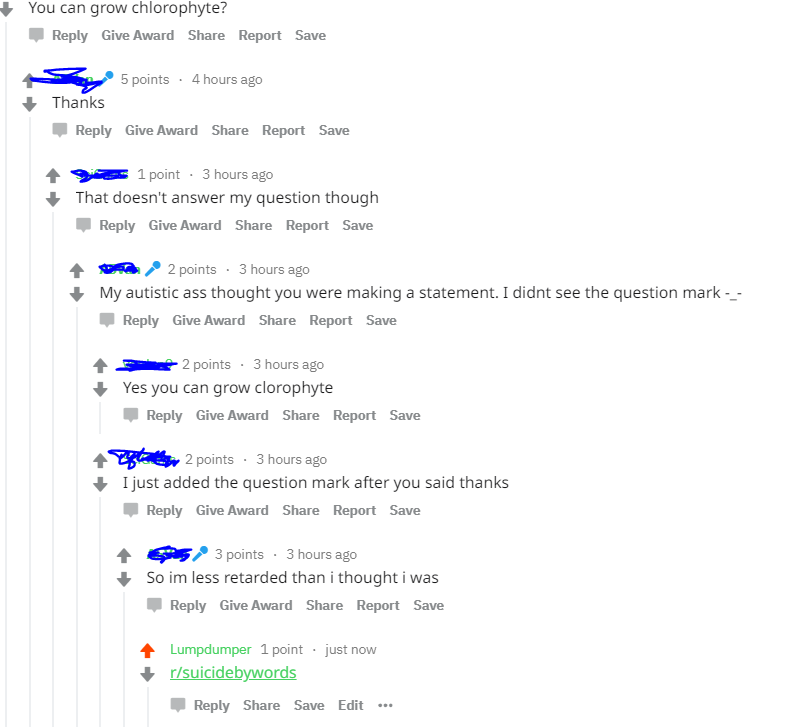 You can grow chlorophyte?
Reply Give Award Share Report Save
5 points · 4 hours ago
Thanks
Reply Give Award Share Report Save
1 point · 3 hours ago
That doesn't answer my question though
Reply Give Award Share Report Save
2 points · 3 hours ago
My autistic ass thought you were making a statement. I didnt see the question mark -_-
Reply Give Award Share Report Save
2 points · 3 hours ago
Yes you can grow clorophyte
Reply Give Award Share Report Save
2 points · 3 hours ago
I just added the question mark after you said thanks
Reply Give Award Share Report Save
3 points · 3 hours ago
So im less retarded than i thought i was
Reply Give Award Share Report Save
Lumpdumper 1 point · just now
r/suicidebywords
Reply Share Save Edit •••